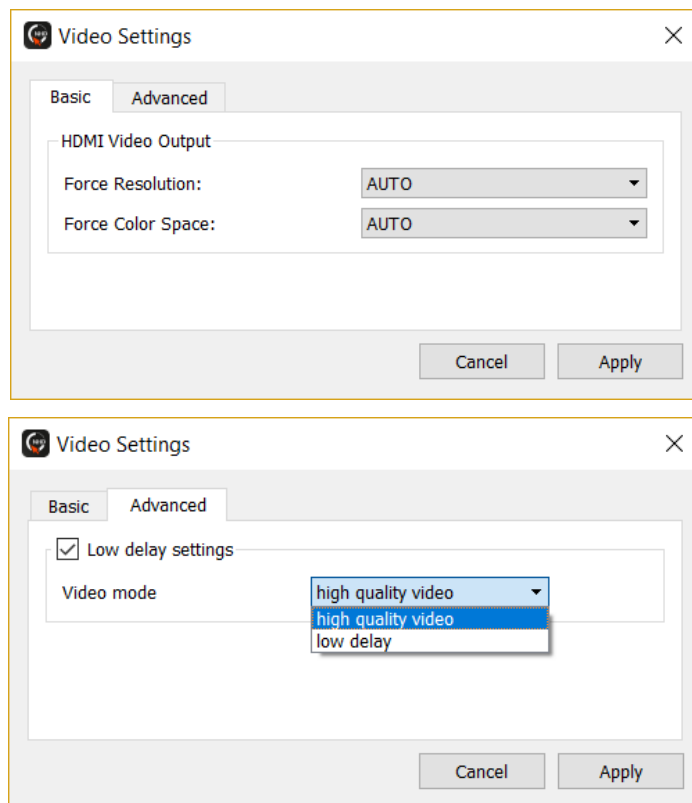 Video Settings
Basic Advanced
HDMI Video Output
Force Resolution: AUTO
Force Color Space: AUTO
Cancel Apply
Video Settings
Basic Advanced
Low delay settings
Video mode high quality video
high quality video
low delay
Cancel Apply